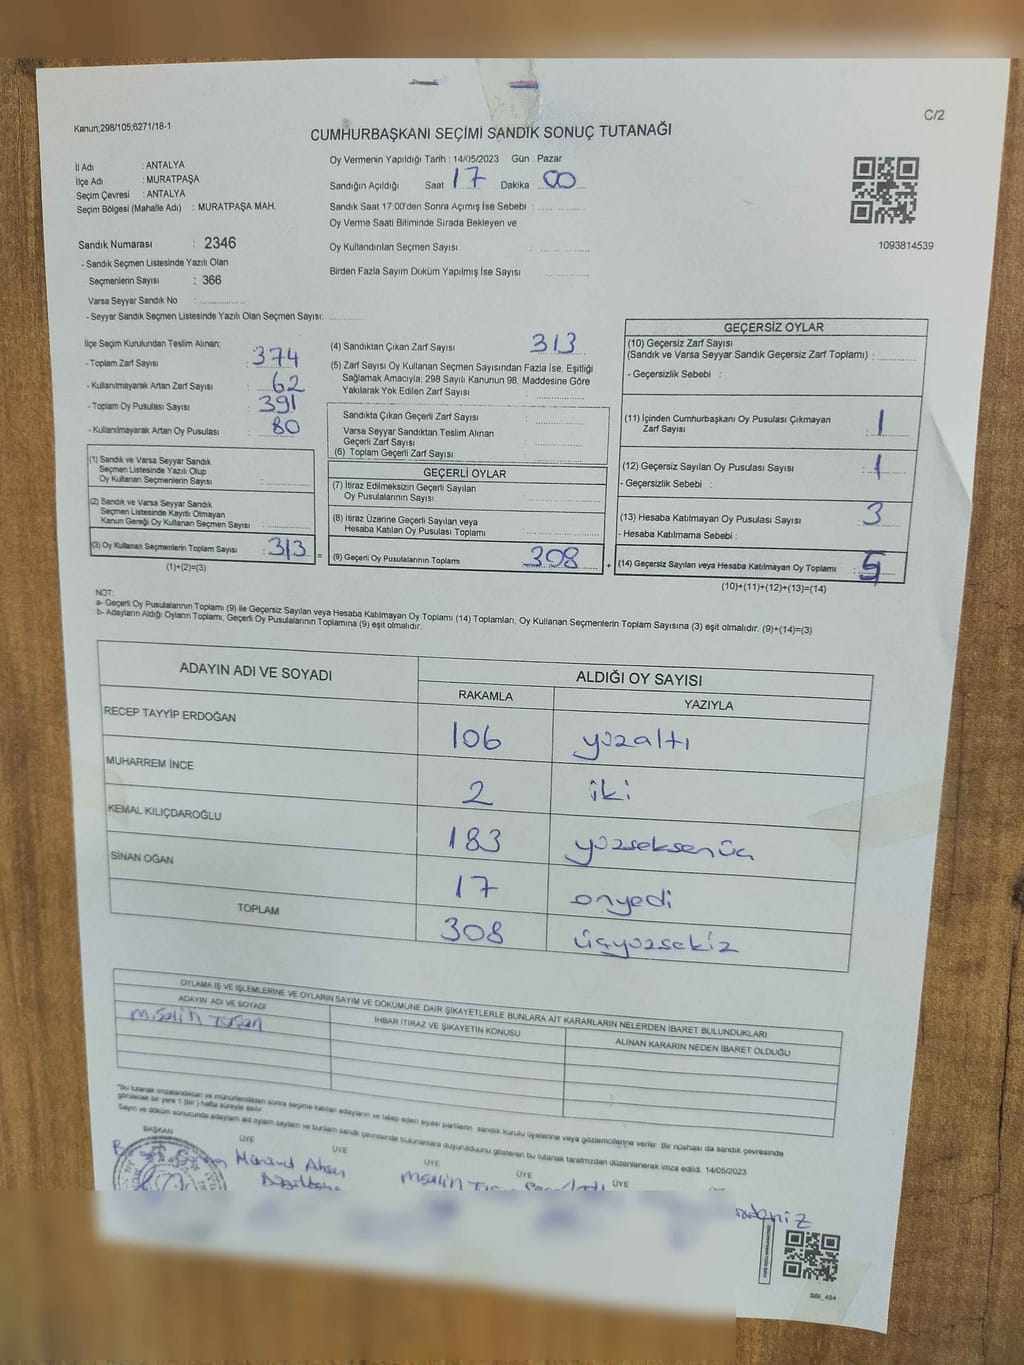 Kanun;298/105;6271/18-1
C/2
CUMHURBAŞKANI SEÇİMİ SANDIK SONUÇ TUTANAĞI
İl Adı : ANTALYA
İlçe Adı : MURATPAŞA
Seçim Çevresi : ANTALYA
Seçim Bölgesi (Mahalle Adı) : MURATPAŞA MAH.
Sandık Numarası : 2346
- Sandık Seçmen Listesinde Yazılı Olan
Seçmenlerin Sayısı : 366
Varsa Seyyar Sandık No : ............
- Seyyar Sandık Seçmen Listesinde Yazılı Olan Seçmen Sayısı: ............
Oy Vermenin Yapıldığı Tarih : 14/05/2023 Gün : Pazar
Sandığın Açıldığı Saat 17 Dakika : 00
Sandık Saat 17:00'den Sonra Açımış İse Sebebi : ............
Oy Verme Saati Bitiminde Sırada Bekleyen ve
Oy Kullandırılan Seçmen Sayısı ............
Birden Fazla Sayım Döküm Yapılmış İse Sayısı ............
1093814539
İlçe Seçim Kurulundan Teslim Alınan;
- Toplam Zarf Sayısı : 374
- Kullanılmayarak Artan Zarf Sayısı : 62
- Toplam Oy Pusulası Sayısı : 391
- Kullanılmayarak Artan Oy Pusulası : 80
(1) Sandık ve Varsa Seyyar Sandık
Seçmen Listesinde Yazılı Olup
Oy Kullanan Seçmenlerin Sayısı : ............
(2) Sandık ve Varsa Seyyar Sandık
Seçmen Listesinde Kayıtlı Olmayan
Kanun Gereği Oy Kullanan Seçmen Sayısı : ............
(3) Oy Kullanan Seçmenlerin Toplam Sayısı : 313
(1)+(2)=(3)
=
(4) Sandıktan Çıkan Zarf Sayısı : 313
(5) Zarf Sayısı Oy Kullanan Seçmen Sayısından Fazla İse, Eşitliği
Sağlamak Amacıyla; 298 Sayılı Kanunun 98. Maddesine Göre
Yakılarak Yok Edilen Zarf Sayısı : ............
Sandıkta Çıkan Geçerli Zarf Sayısı : ............
Varsa Seyyar Sandıktan Teslim Alınan
Geçerli Zarf Sayısı : ............
(6) Toplam Geçerli Zarf Sayısı : ............
GEÇERLİ OYLAR
(7) İtiraz Edilmeksizin Geçerli Sayılan
Oy Pusulalarının Sayısı : ............
(8) İtiraz Üzerine Geçerli Sayılan veya
Hesaba Katılan Oy Pusulası Toplamı : ............
(9) Geçerli Oy Pusulalarının Toplamı : 308
+
GEÇERSİZ OYLAR
(10) Geçersiz Zarf Sayısı
(Sandık ve Varsa Seyyar Sandık Geçersiz Zarf Toplamı) : ............
- Geçersizlik Sebebi :
(11) İçinden Cumhurbaşkanı Oy Pusulası Çıkmayan
Zarf Sayısı : 1
(12) Geçersiz Sayılan Oy Pusulası Sayısı : 1
- Geçersizlik Sebebi :
(13) Hesaba Katılmayan Oy Pusulası Sayısı : 3
- Hesaba Katılmama Sebebi :
(14) Geçersiz Sayılan veya Hesaba Katılmayan Oy Toplamı : 5
(10)+(11)+(12)+(13)=(14)
NOT:
a- Geçerli Oy Pusulalarının Toplamı (9) ile Geçersiz Sayılan veya Hesaba Katılmayan Oy Toplamı (14) Toplamları, Oy Kullanan Seçmenlerin Toplam Sayısına (3) eşit olmalıdır. (9)+(14)=(3)
b- Adayların Aldığı Oyların Toplamı, Geçerli Oy Pusulalarının Toplamına (9) eşit olmalıdır.
ADAYIN ADI VE SOYADI ALDIĞI OY SAYISI
RAKAMLA YAZIYLA
RECEP TAYYİP ERDOĞAN 106 yüzaltı
MUHARREM İNCE 2 iki
KEMAL KILIÇDAROĞLU 183 yüzseksenüç
SİNAN OĞAN 17 onyedi
TOPLAM 308 üçyüzsekiz
OYLAMA İŞ VE İŞLEMLERİNE VE OYLARIN SAYIM VE DÖKÜMÜNE DAİR ŞİKAYETLERLE BUNLARA AİT KARARLARIN NELERDEN İBARET BULUNDUKLARI
ADAYIN ADI VE SOYADI İHBAR İTİRAZ VE ŞİKAYETİN KONUSU ALINAN KARARIN NEDEN İBARET OLDUĞU
M.Salih
*Bu tutanak imzalandıktan ve mühürlendikten sonra seçime katılan adayların ve talep eden siyasi partilerin sandık kurulu üyelerine veya gözlemcilerine verilir. Bir nüshası da sandık çevresinde
görülecek bir yere 1 (bir) hafta süreyle asılır.
Sayım ve döküm sonucunda adayların aldığı oyların sayısını ve bunların sandık çevresinde bulunanlara duyurulduğunu gösteren bu tutanak tarafımızdan düzenlenerek imza edildi. 14/05/2023
BAŞKAN ÜYE ÜYE ÜYE ÜYE ÜYE
SBI_494